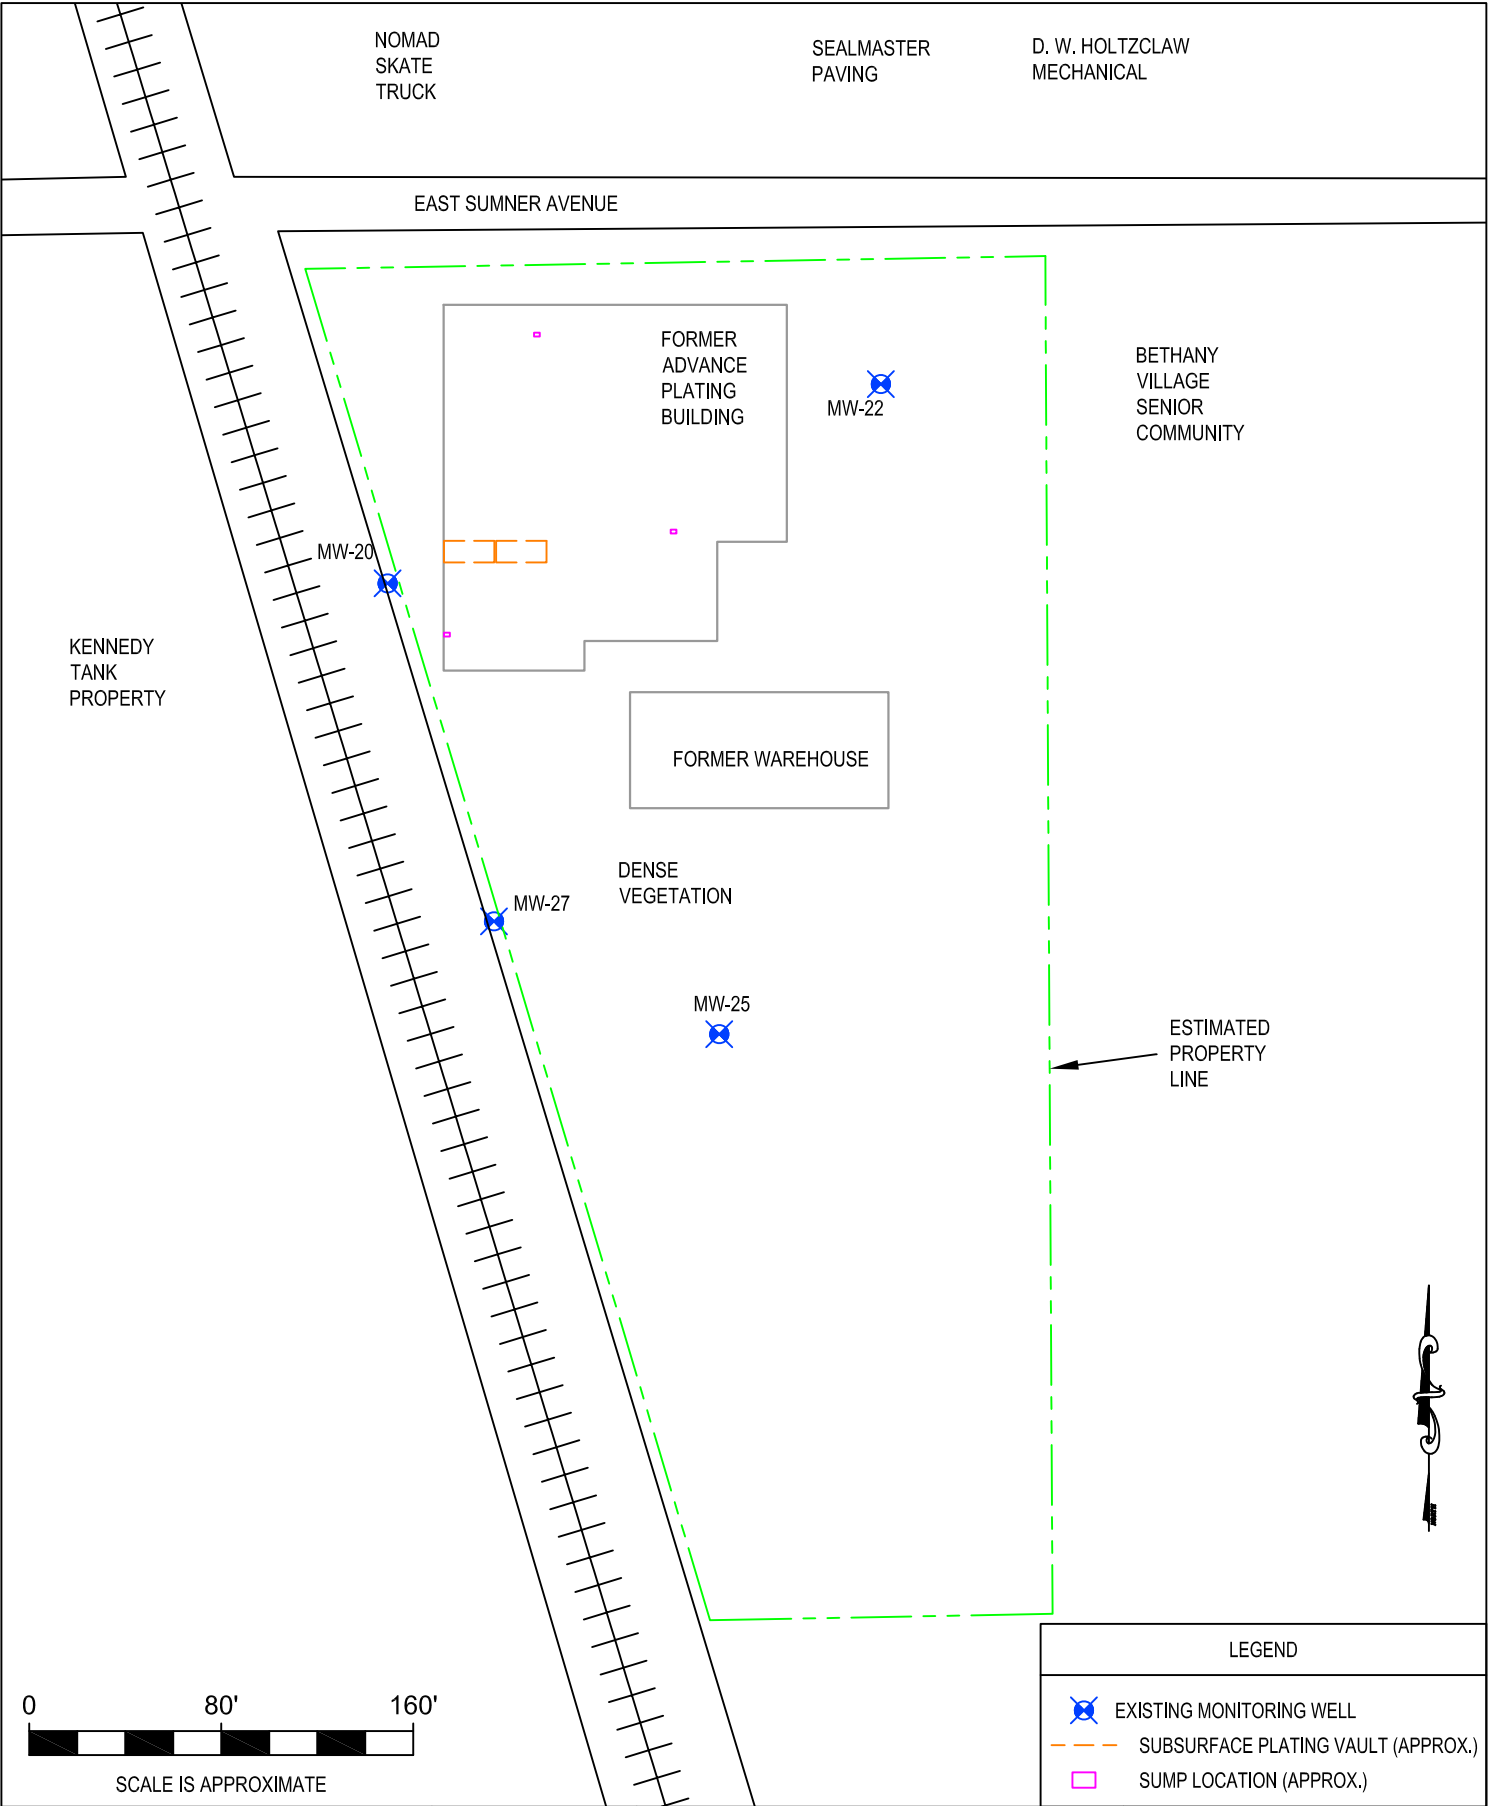 NOMAD
SKATE
TRUCK
SEALMASTER
PAVING
D. W. HOLTZCLAW
MECHANICAL
EAST SUMNER AVENUE
FORMER
ADVANCE
PLATING
BUILDING
MW-22
BETHANY
VILLAGE
SENIOR
COMMUNITY
MW-20
KENNEDY
TANK
PROPERTY
FORMER WAREHOUSE
DENSE
VEGETATION
MW-27
MW-25
ESTIMATED
PROPERTY
LINE
0 80' 160'
SCALE IS APPROXIMATE
LEGEND
EXISTING MONITORING WELL
SUBSURFACE PLATING VAULT (APPROX.)
SUMP LOCATION (APPROX.)